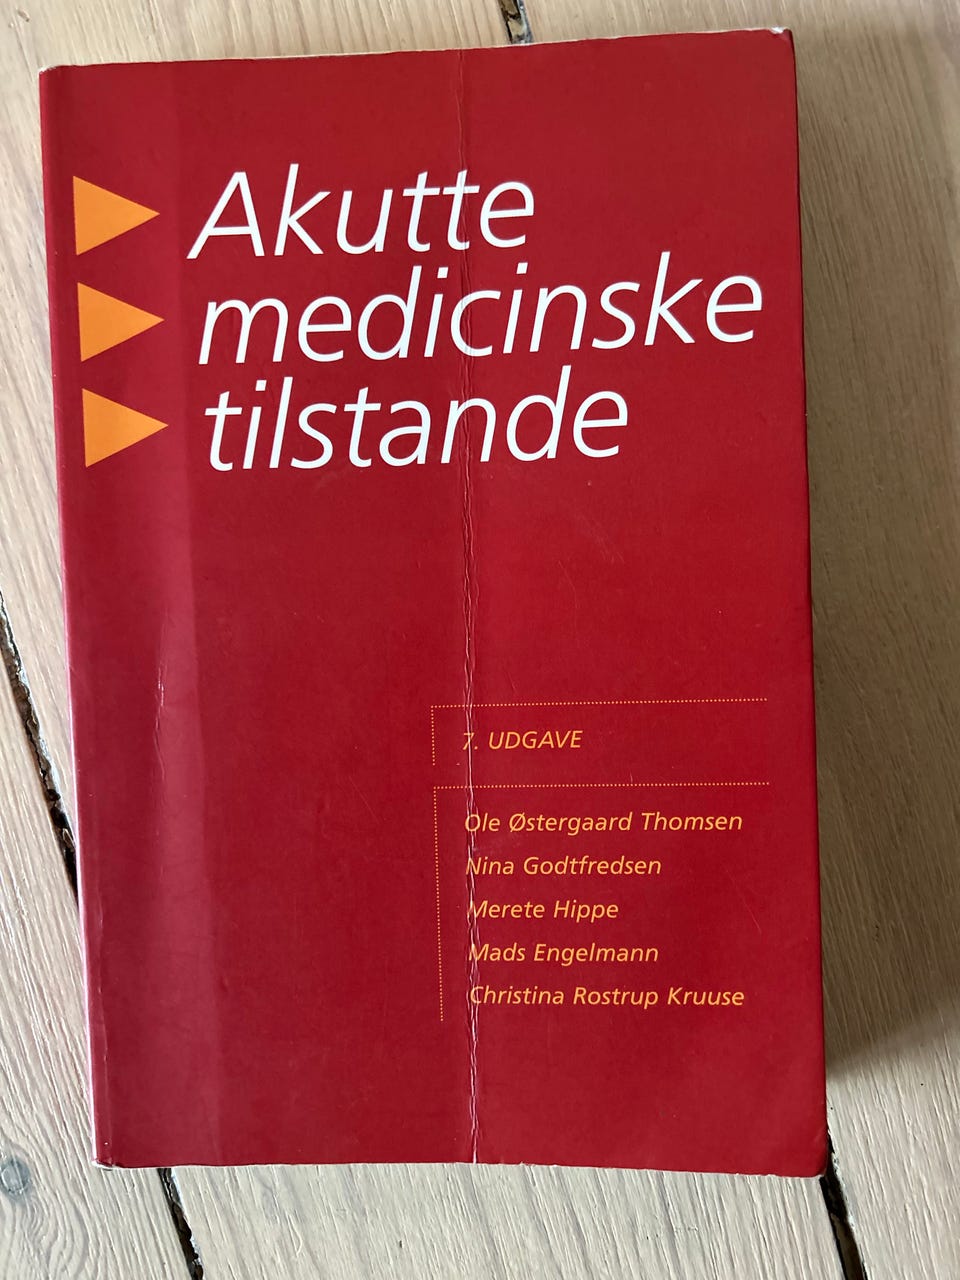 Akutte
medicinske
tilstande
7. UDGAVE
Ole Østergaard Thomsen
Nina Godtfredsen
Merete Hippe
Mads Engelmann
Christina Rostrup Kruuse